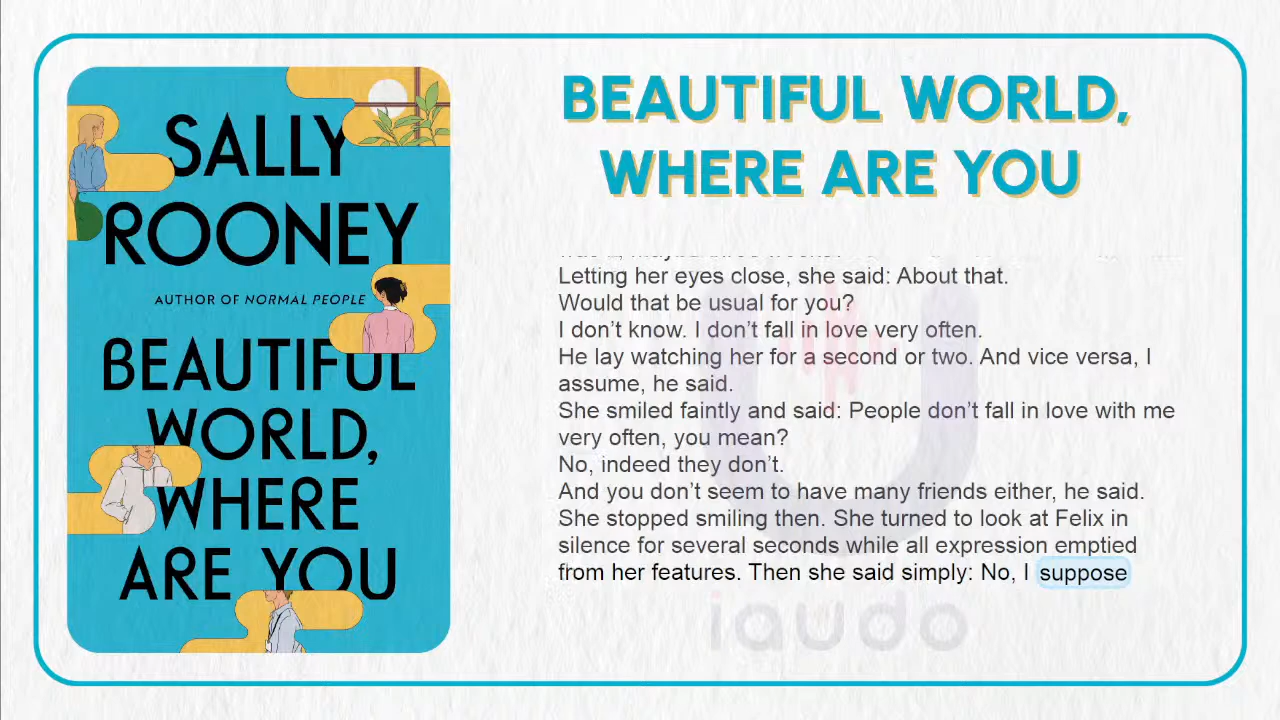 SALLY
ROONEY
AUTHOR OF NORMAL PEOPLE
BEAUTIFUL
WORLD,
WHERE
ARE YOU
BEAUTIFUL WORLD,
WHERE ARE YOU
Letting her eyes close, she said: About that.
Would that be usual for you?
I don’t know. I don’t fall in love very often.
He lay watching her for a second or two. And vice versa, I
assume, he said.
She smiled faintly and said: People don’t fall in love with me
very often, you mean?
No, indeed they don’t.
And you don’t seem to have many friends either, he said.
She stopped smiling then. She turned to look at Felix in
silence for several seconds while all expression emptied
from her features. Then she said simply: No, I suppose
iaudo